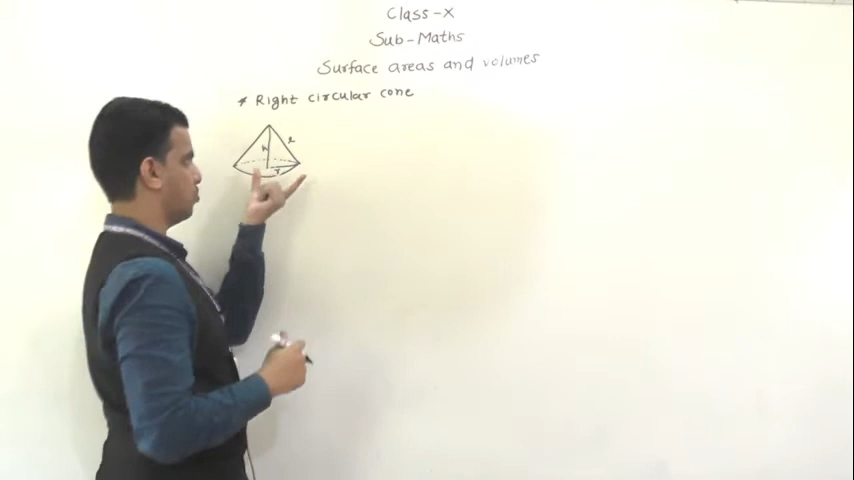 Class-X
Sub-Maths
Surface areas and volumes
* Right circular cone
h
l
r